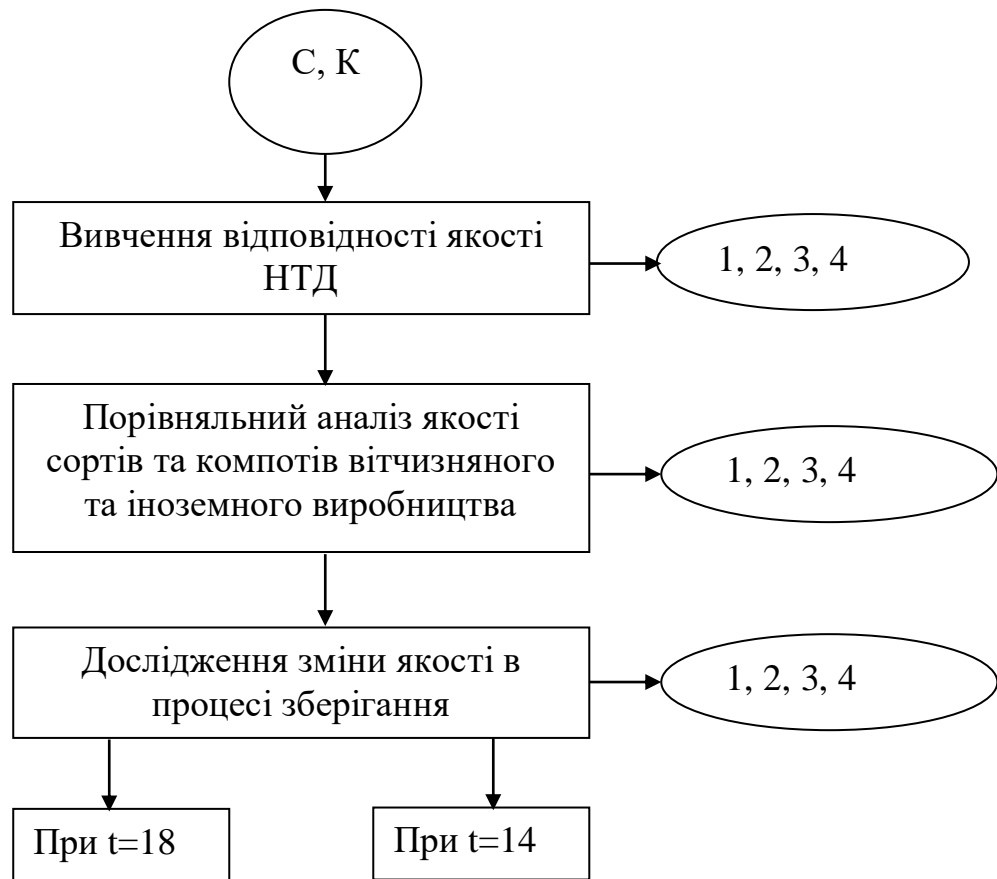 С, К
Вивчення відповідності якості
НТД
1, 2, 3, 4
Порівняльний аналіз якості
сортів та компотів вітчизняного
та іноземного виробництва
1, 2, 3, 4
Дослідження зміни якості в
процесі зберігання
1, 2, 3, 4
При t=18
При t=14